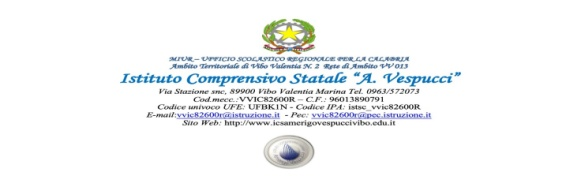 MIUR – UFFICIO SCOLASTICO REGIONALE PER LA CALABRIA
Ambito Territoriale di Vibo Valentia N. 2 Rete di Ambito VV 013
Istituto Comprensivo Statale “A. Vespucci”
Via Stazione snc, 89900 Vibo Valentia Marina Tel. 0963/572073
Cod.mecc.:VVIC82600R – C.F.: 96013890791
Codice univoco UFE: UFBK1N - Codice IPA: istsc_vvic82600R
E-mail:vvic82600r@istruzione.it - Pec: vvic82600r@pec.istruzione.it
Sito Web: http://www.icsamerigovespuccivibo.edu.it